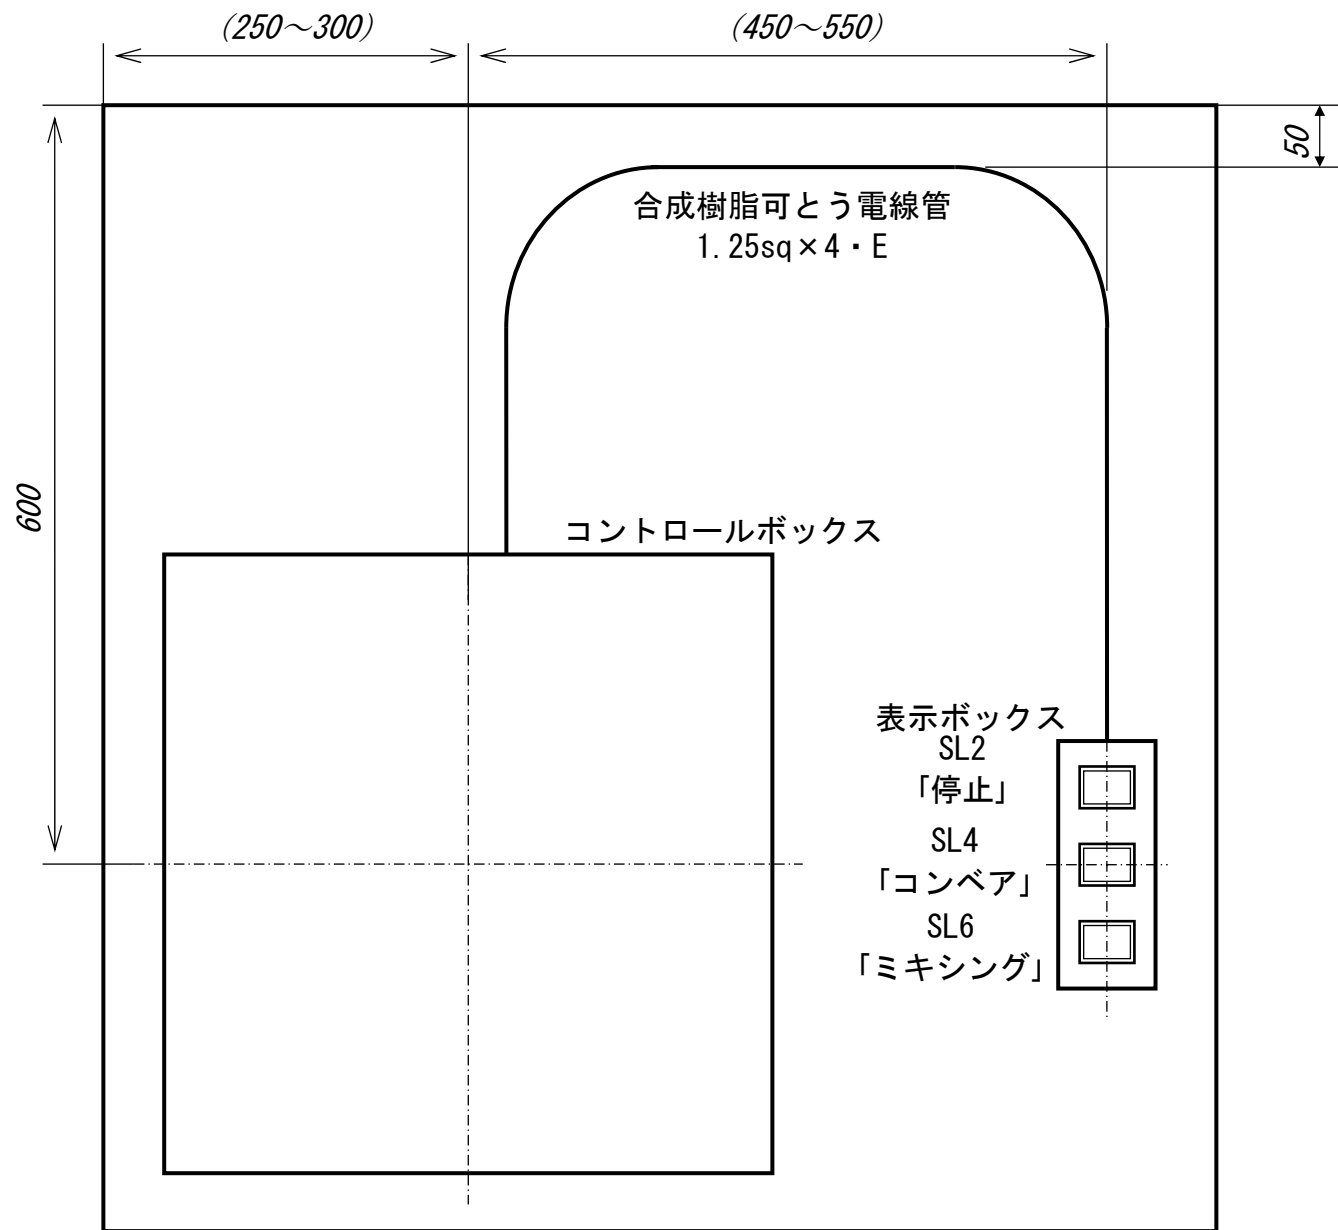 (250～300)
(450～550)
50
合成樹脂可とう電線管
1.25sq×4・E
600
コントロールボックス
表示ボックス
SL2
「停止」
SL4
「コンベア」
SL6
「ミキシング」